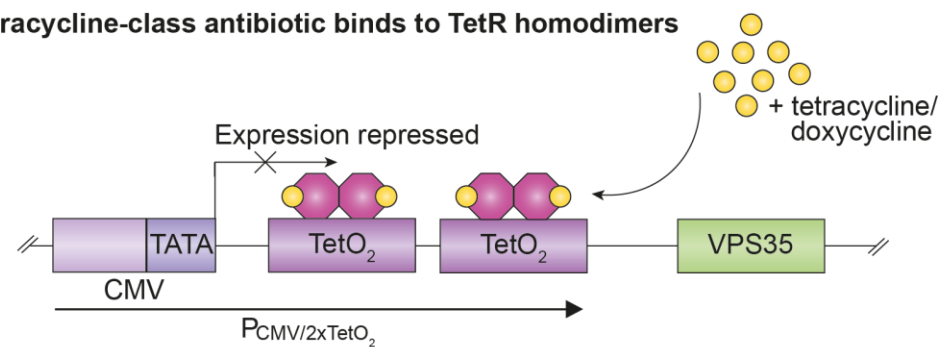 racycline-class antibiotic binds to TetR homodimers
+ tetracycline/
doxycycline
Expression repressed
TATA
TetO₂
TetO₂
VPS35
CMV
PCMV/2xTetO₂